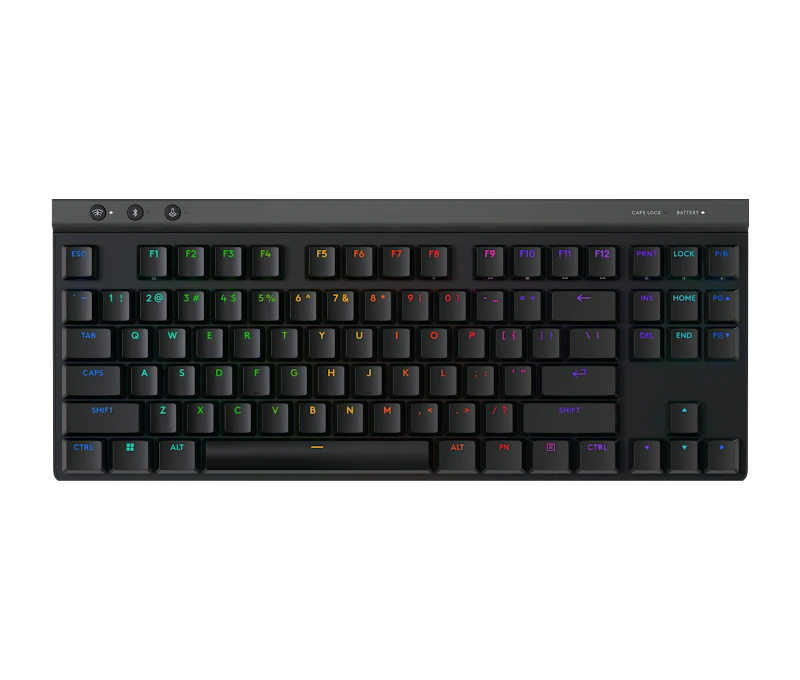 CAPS LOCK BATTERY
ESC F1 F2 F3 F4 F5 F6 F7 F8 F9 F10 F11 F12 PRNT LOCK P/B
` ~ 1 ! 2 @ 3 # 4 $ 5 % 6 ^ 7 & 8 * 9 ( 0 ) - _ = + ← INS HOME PG▲
TAB Q W E R T Y U I O P [ { ] } \ | DEL END PG▼
CAPS A S D F G H J K L ; : ' "
SHIFT Z X C V B N M , < . > / ? SHIFT ▲
CTRL ALT — ALT FN CTRL ◄ ▼ ►